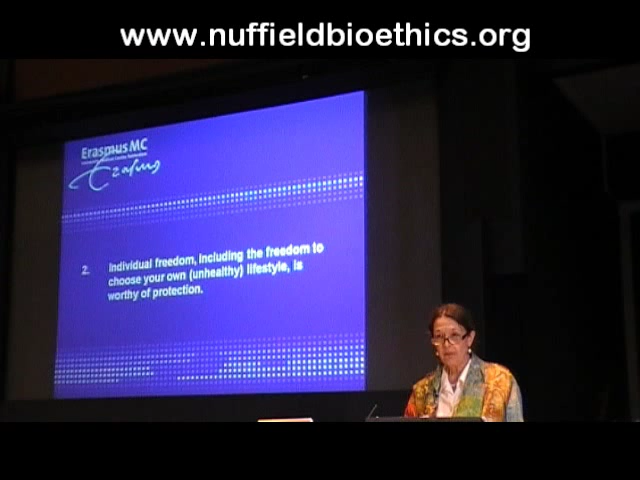 www.nuffieldbioethics.org
Erasmus MC
Erasmus
2. Individual freedom, including the freedom to
choose your own (unhealthy) lifestyle, is
worthy of protection.